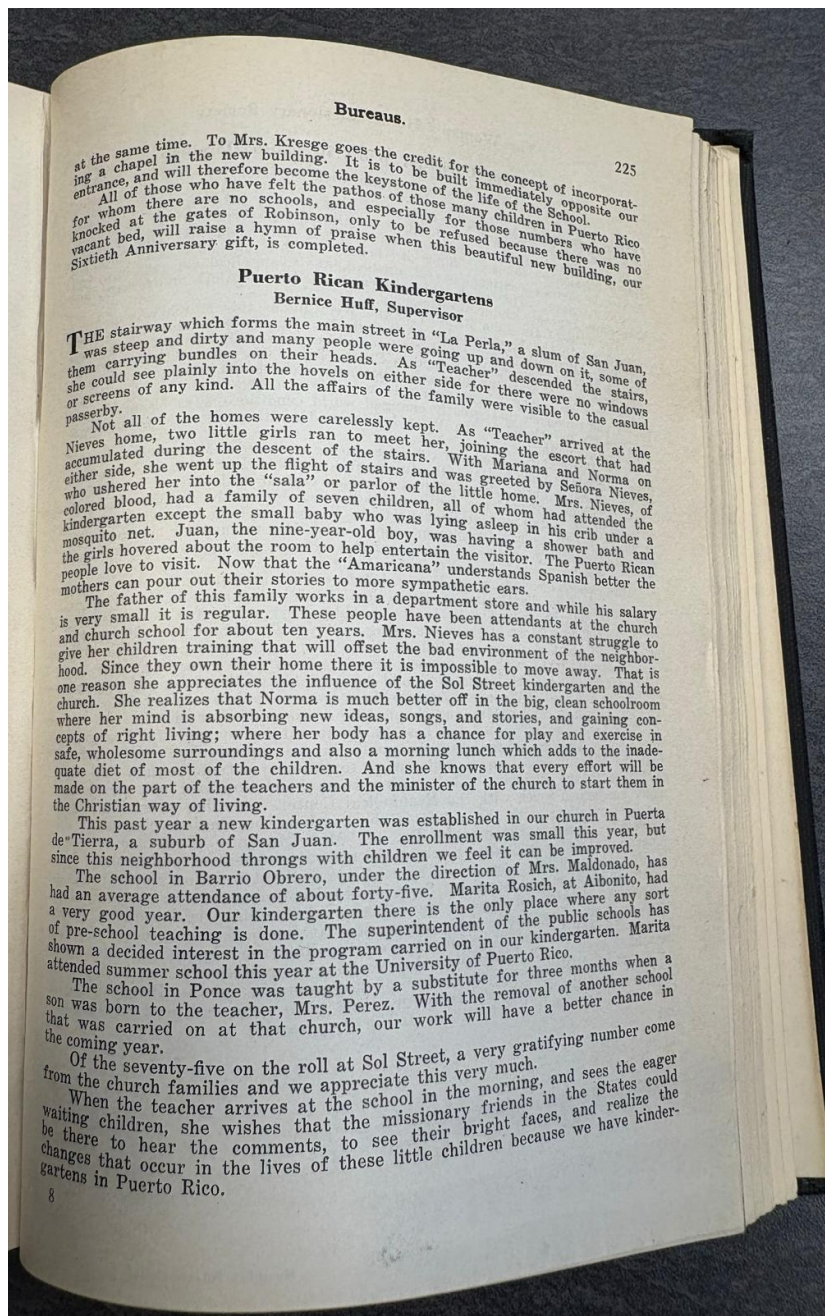 Bureaus.
225
at the same time. To Mrs. Kresge goes the credit for the concept of incorporat-
ing a chapel in the new building. It is to be built immediately opposite our
entrance, and will therefore become the keystone of the life of the School.
All of those who have felt the pathos of those many children in Puerto Rico
for whom there are no schools, and especially for those numbers who have
knocked at the gates of Robinson, only to be refused because there was no
vacant bed, will raise a hymn of praise when this beautiful new building, our
Sixtieth Anniversary gift, is completed.
Puerto Rican Kindergartens
Bernice Huff, Supervisor
THE stairway which forms the main street in "La Perla," a slum of San Juan,
was steep and dirty and many people were going up and down on it, some of
them carrying bundles on their heads. As "Teacher" descended the stairs,
she could see plainly into the hovels on either side for there were no windows
or screens of any kind. All the affairs of the family were visible to the casual
passerby.
Not all of the homes were carelessly kept. As "Teacher" arrived at the
Nieves home, two little girls ran to meet her, joining the escort that had
accumulated during the descent of the stairs. With Mariana and Norma on
either side, she went up the flight of stairs and was greeted by Señora Nieves,
who ushered her into the "sala" or parlor of the little home. Mrs. Nieves, of
colored blood, had a family of seven children, all of whom had attended the
kindergarten except the small baby who was lying asleep in his crib under a
mosquito net. Juan, the nine-year-old boy, was having a shower bath and
the girls hovered about the room to help entertain the visitor. The Puerto Rican
people love to visit. Now that the "Amaricana" understands Spanish better the
mothers can pour out their stories to more sympathetic ears.
The father of this family works in a department store and while his salary
is very small it is regular. These people have been attendants at the church
and church school for about ten years. Mrs. Nieves has a constant struggle to
give her children training that will offset the bad environment of the neighbor-
hood. Since they own their home there it is impossible to move away. That is
one reason she appreciates the influence of the Sol Street kindergarten and the
church. She realizes that Norma is much better off in the big, clean schoolroom
where her mind is absorbing new ideas, songs, and stories, and gaining con-
cepts of right living; where her body has a chance for play and exercise in
safe, wholesome surroundings and also a morning lunch which adds to the inade-
quate diet of most of the children. And she knows that every effort will be
made on the part of the teachers and the minister of the church to start them in
the Christian way of living.
This past year a new kindergarten was established in our church in Puerta
de Tierra, a suburb of San Juan. The enrollment was small this year, but
since this neighborhood throngs with children we feel it can be improved.
The school in Barrio Obrero, under the direction of Mrs. Maldonado, has
had an average attendance of about forty-five. Marita Rosich, at Aibonito, had
a very good year. Our kindergarten there is the only place where any sort
of pre-school teaching is done. The superintendent of the public schools has
shown a decided interest in the program carried on in our kindergarten. Marita
attended summer school this year at the University of Puerto Rico.
The school in Ponce was taught by a substitute for three months when a
son was born to the teacher, Mrs. Perez. With the removal of another school
that was carried on at that church, our work will have a better chance in
the coming year.
Of the seventy-five on the roll at Sol Street, a very gratifying number come
from the church families and we appreciate this very much.
When the teacher arrives at the school in the morning, and sees the eager
waiting children, she wishes that the missionary friends in the States could
be there to hear the comments, to see their bright faces, and realize the
changes that occur in the lives of these little children because we have kinder-
gartens in Puerto Rico.
8